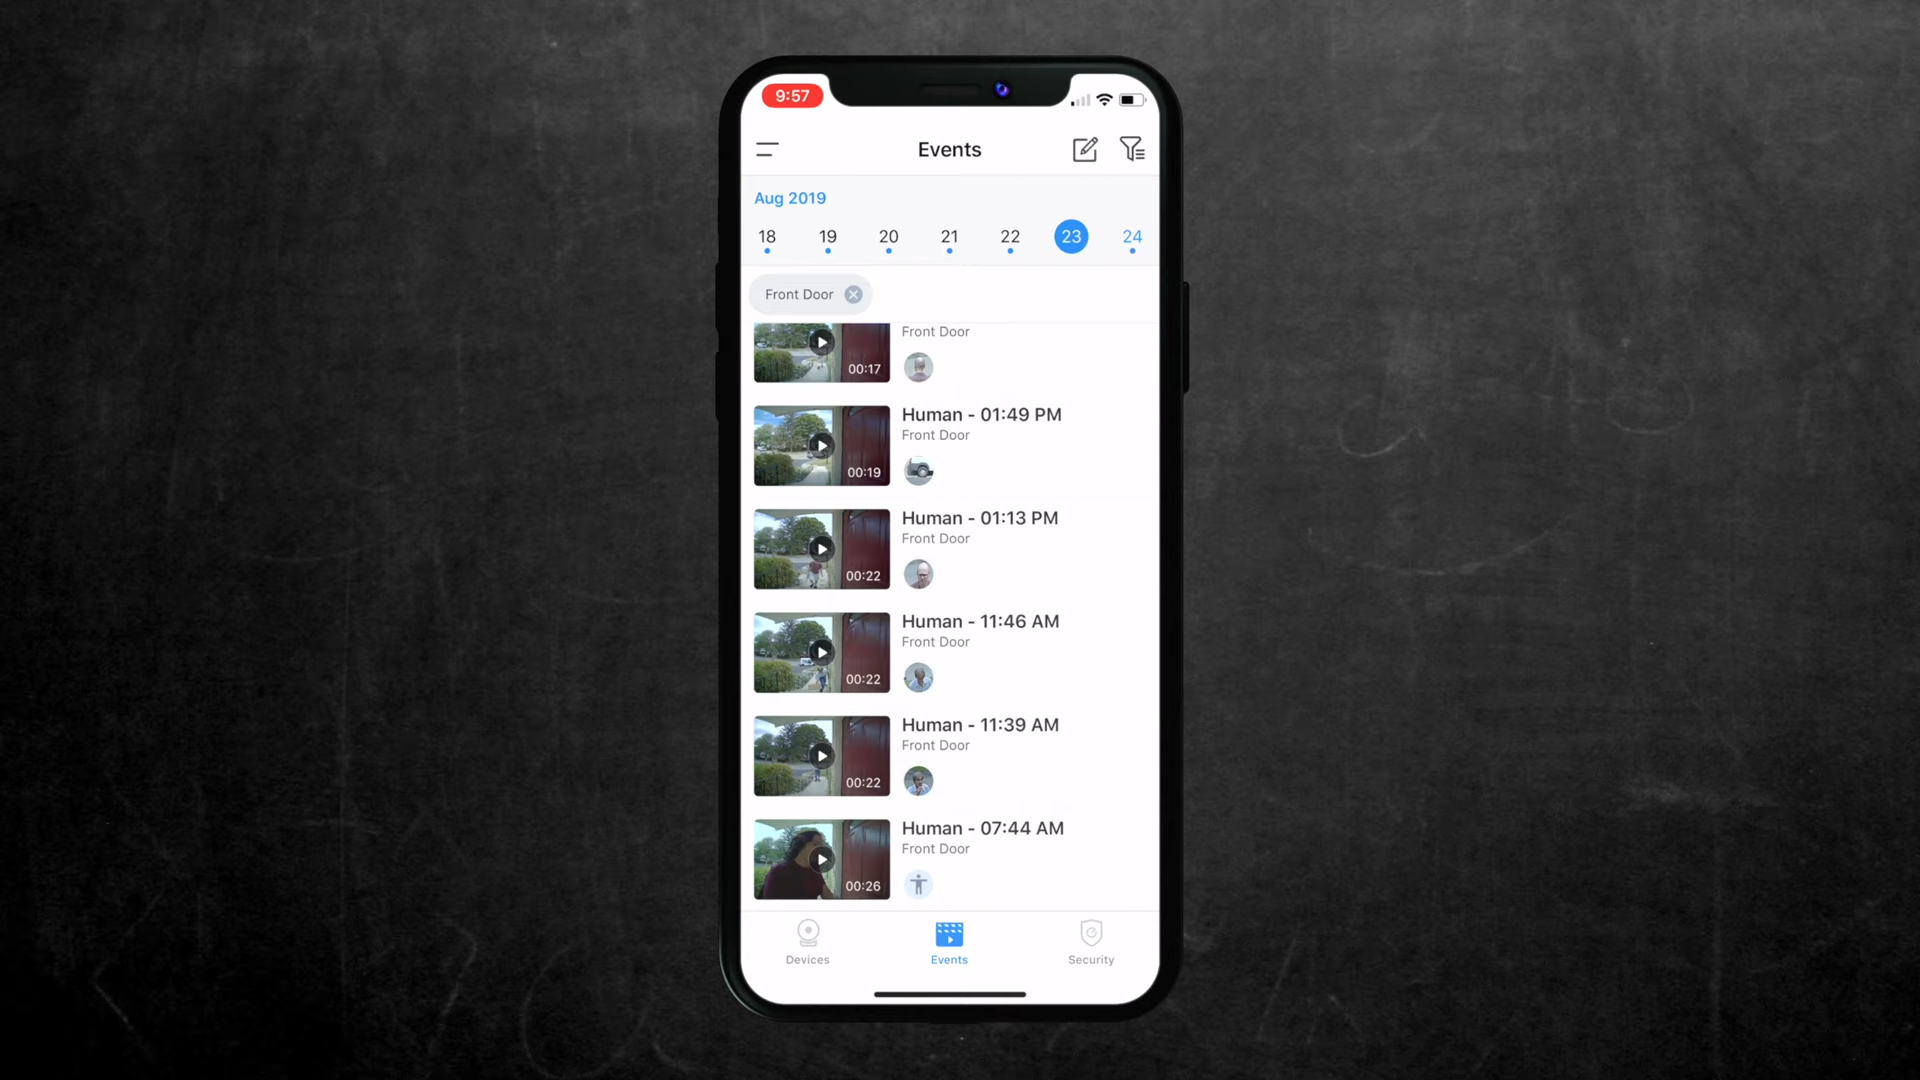 9:57
Events
Aug 2019
18 19 20 21 22 23 24
Front Door
Front Door
00:17
Human - 01:49 PM
Front Door
00:19
Human - 01:13 PM
Front Door
00:22
Human - 11:46 AM
Front Door
00:22
Human - 11:39 AM
Front Door
00:22
Human - 07:44 AM
Front Door
00:26
Devices Events Security